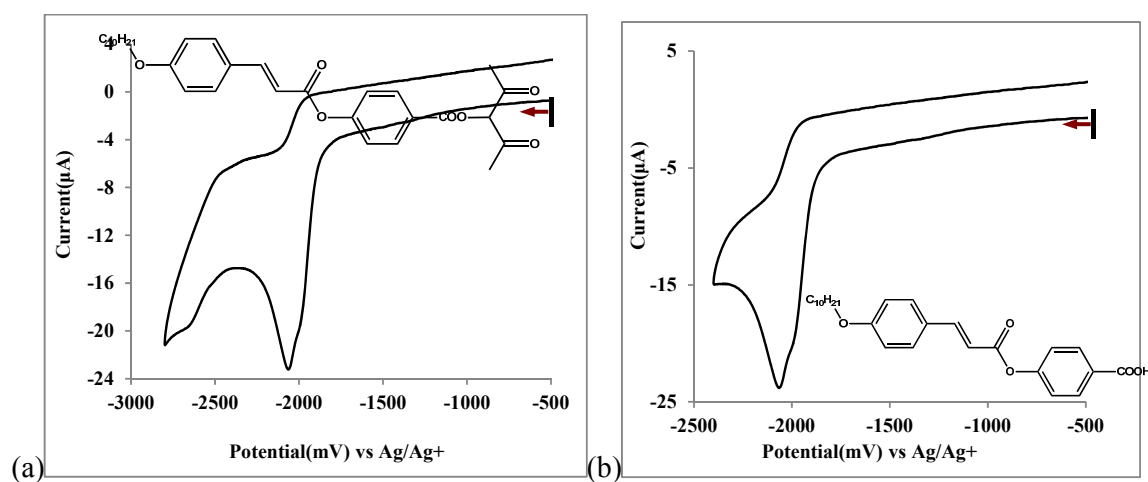 C10H21
O
O
O
COO
O
O
4
0
-4
-8
-12
-16
-20
-24
-3000 -2500 -2000 -1500 -1000 -500
Current(µA)
Potential(mV) vs Ag/Ag+
(a)
5
-5
-15
-25
-2500 -2000 -1500 -1000 -500
Current(µA)
Potential(mV) vs Ag/Ag+
C10H21
O
O
O
COOH
(b)